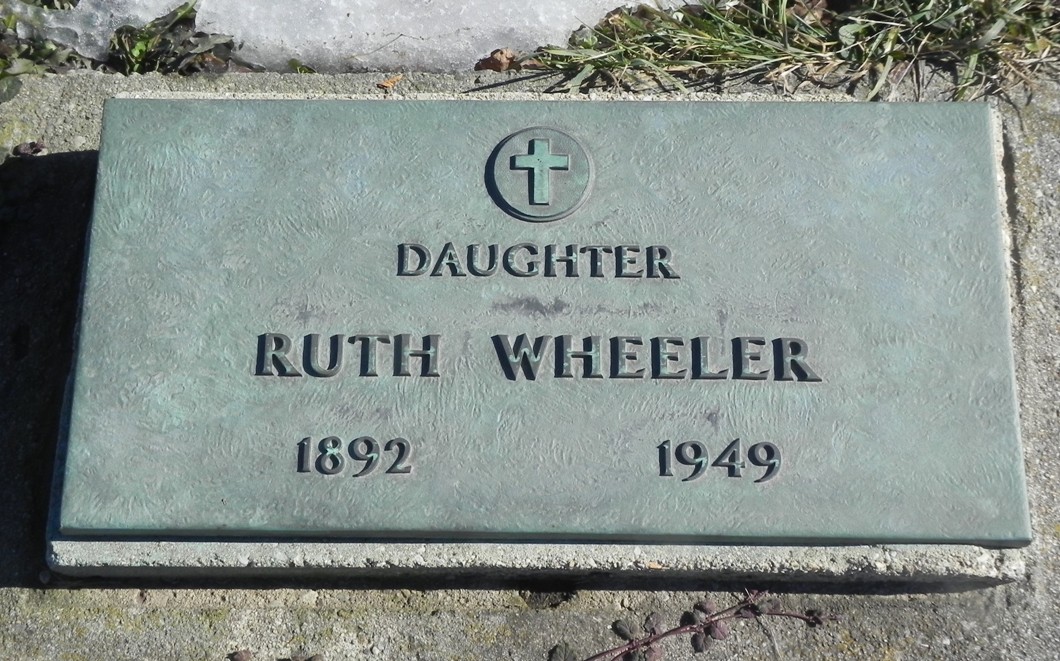 DAUGHTER
RUTH WHEELER
1892 1949